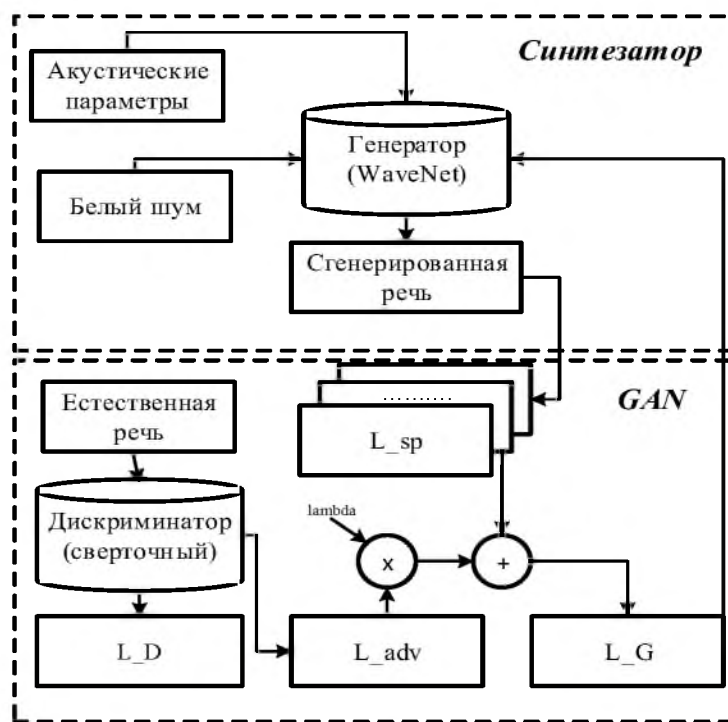 Синтезатор
Акустические
параметры
Генератор
(WaveNet)
Белый шум
Сгенерированная
речь
GAN
Естественная
речь
..........
L_sp
Дискриминатор
(сверточный)
lambda
x
+
L_D
L_adv
L_G